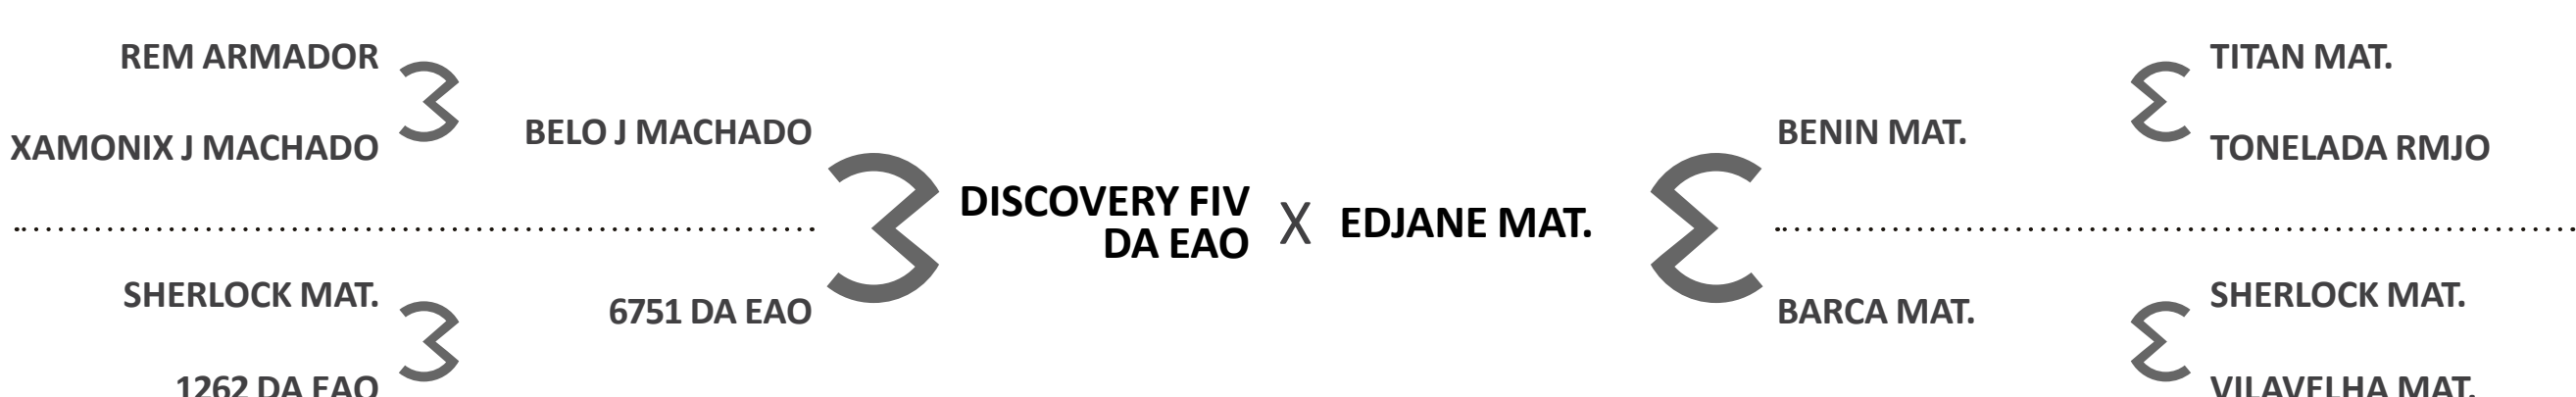 REM ARMADOR
XAMONIX J MACHADO
BELO J MACHADO
SHERLOCK MAT.
1262 DA EAO
6751 DA EAO
DISCOVERY FIV
DA EAO
X
EDJANE MAT.
BENIN MAT.
TITAN MAT.
TONELADA RMJO
BARCA MAT.
SHERLOCK MAT.
VILAVELHA MAT.